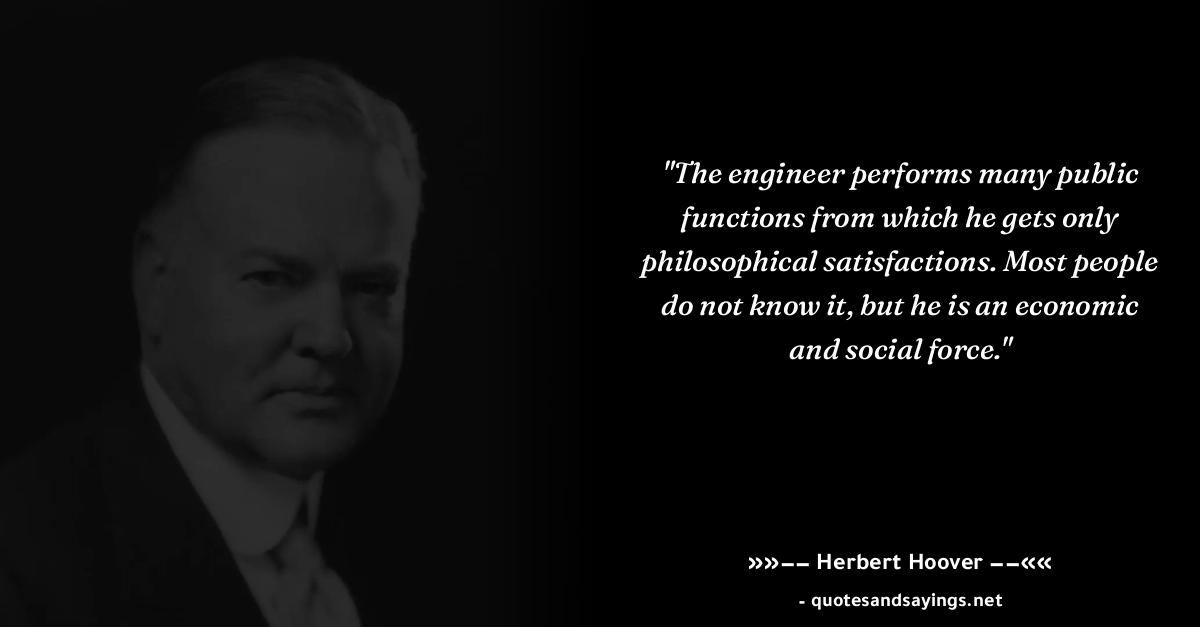 "The engineer performs many public
functions from which he gets only
philosophical satisfactions. Most people
do not know it, but he is an economic
and social force."
»»–– Herbert Hoover ––««
- quotesandsayings.net